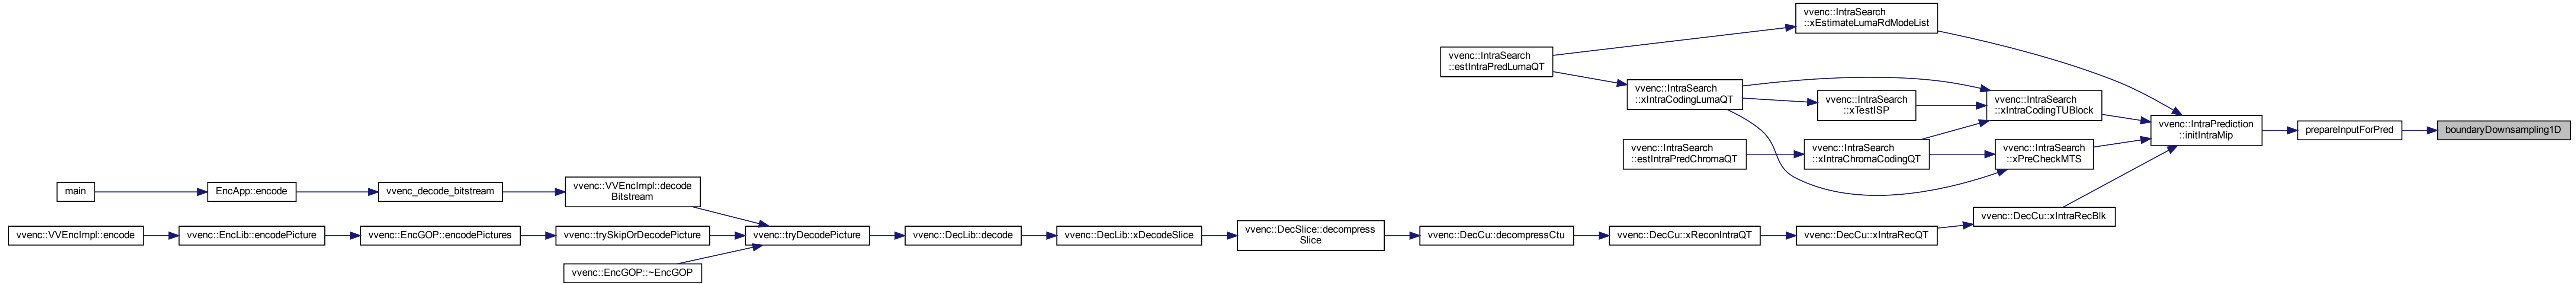 vvenc::IntraSearch
::xEstimateLumaRdModeList
vvenc::IntraSearch
::estIntraPredLumaQT
vvenc::IntraSearch
::xIntraCodingLumaQT
vvenc::IntraSearch
::xTestISP
vvenc::IntraSearch
::xIntraCodingTUBlock
vvenc::IntraPrediction
::initIntraMip
prepareInputForPred
boundaryDownsampling1D
vvenc::IntraSearch
::estIntraPredChromaQT
vvenc::IntraSearch
::xIntraChromaCodingQT
vvenc::IntraSearch
::xPreCheckMTS
main
EncApp::encode
vvenc_decode_bitstream
vvenc::VVEncImpl::decode
Bitstream
vvenc::DecCu::xIntraRecBlk
vvenc::VVEncImpl::encode
vvenc::EncLib::encodePicture
vvenc::EncGOP::encodePictures
vvenc::trySkipOrDecodePicture
vvenc::tryDecodePicture
vvenc::DecLib::decode
vvenc::DecLib::xDecodeSlice
vvenc::DecSlice::decompress
Slice
vvenc::DecCu::decompressCtu
vvenc::DecCu::xReconIntraQT
vvenc::DecCu::xIntraRecQT
vvenc::EncGOP::~EncGOP